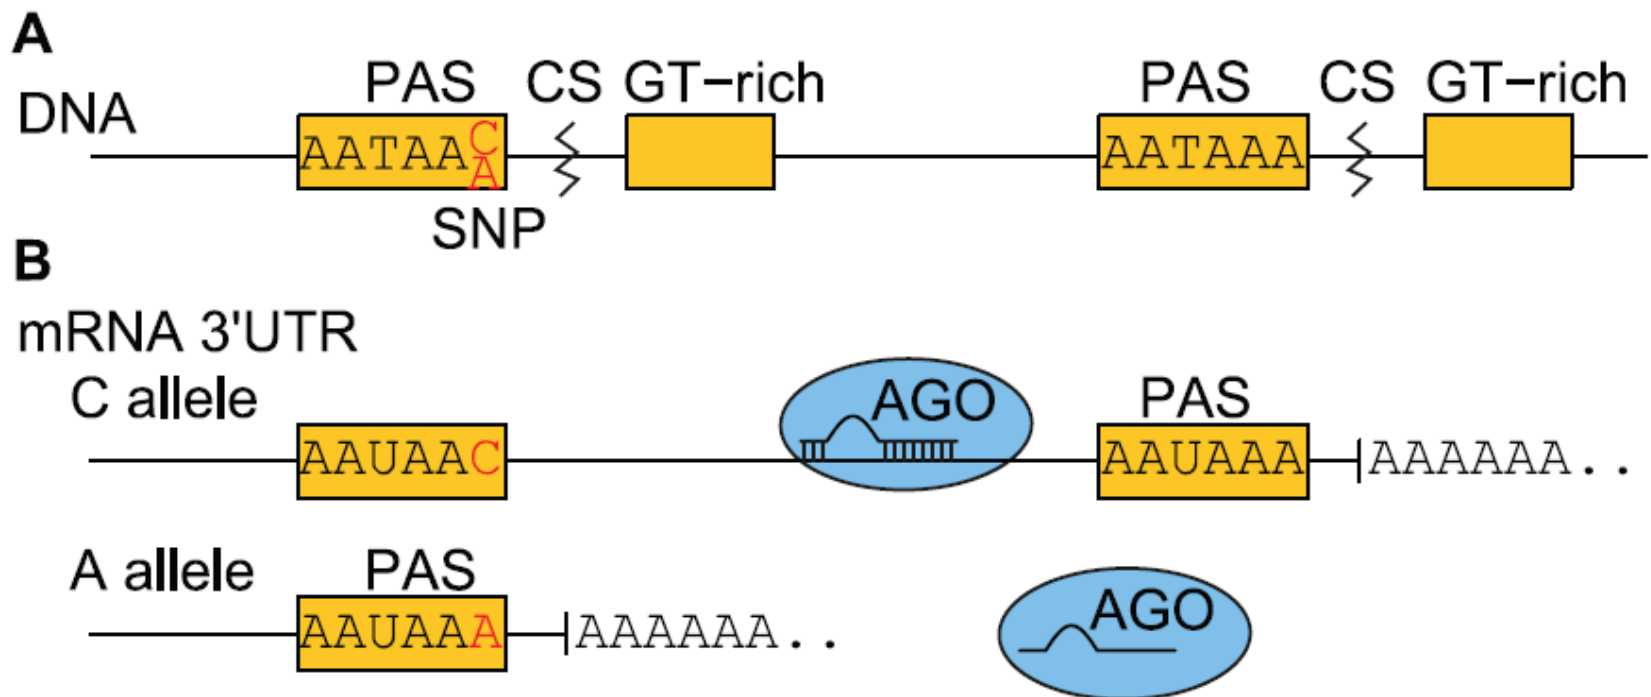 A
PAS CS GT−rich PAS CS GT−rich
DNA
AATAAC AATAAA
A
SNP
B
mRNA 3'UTR
C allele AGO PAS
AAUAAC AAUAAA AAAAAA..
A allele PAS AGO
AAUAAA AAAAAA..